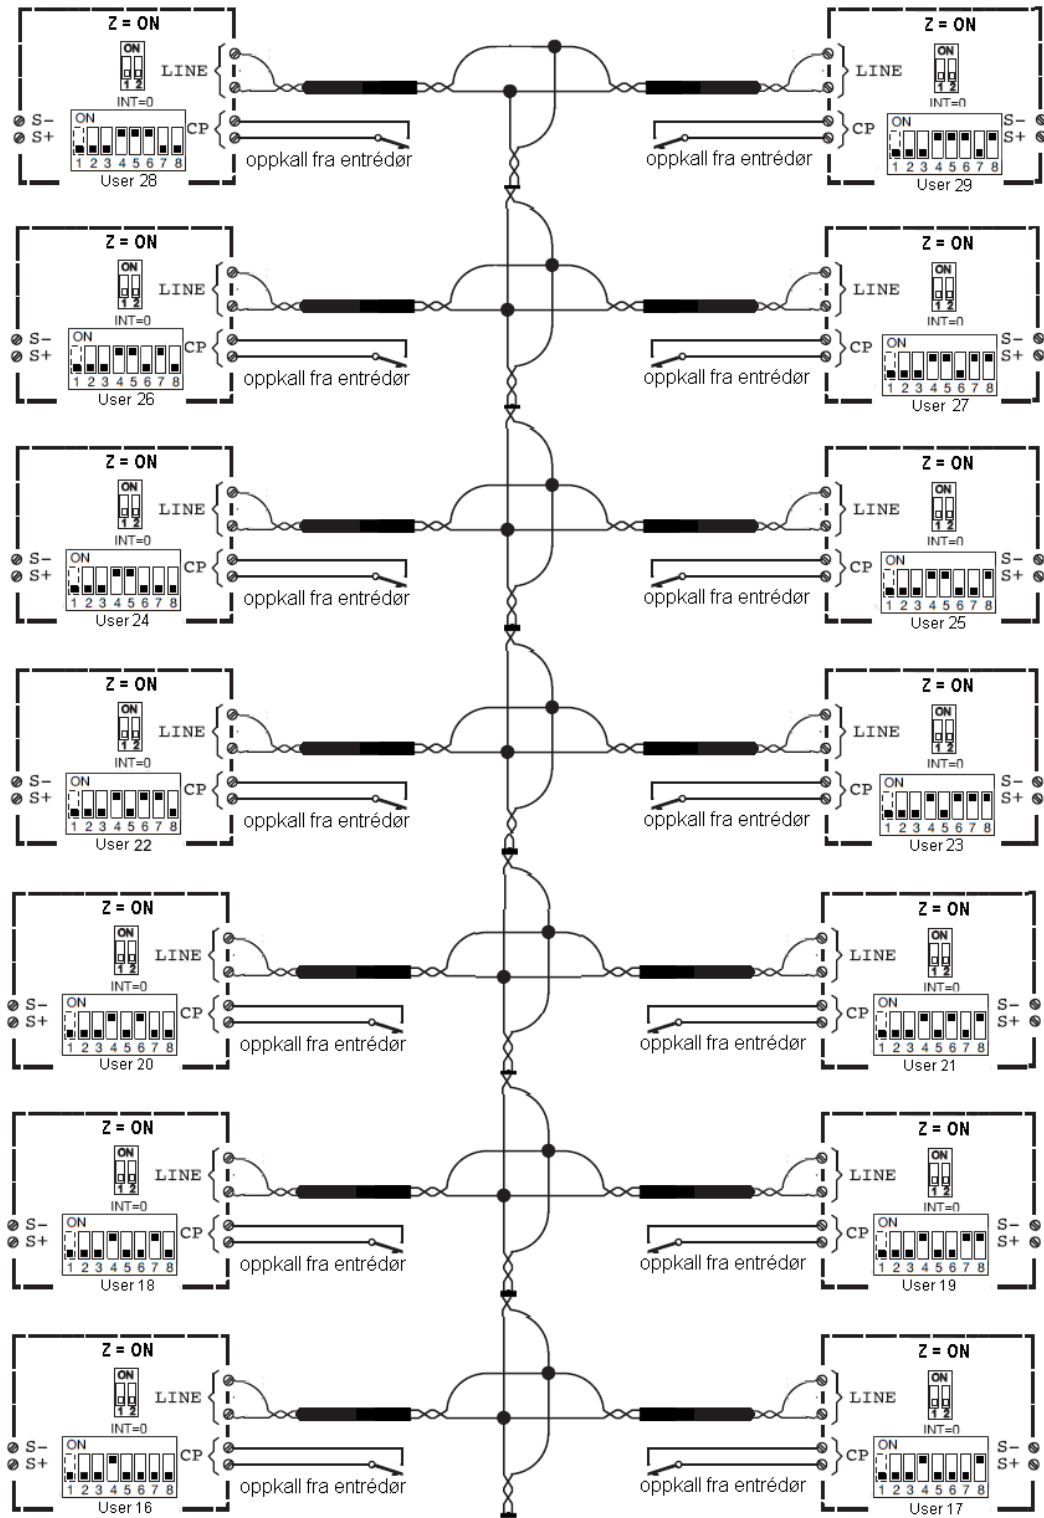 Z = ON
ON
1 2
LINE
INT=0
S-
S+
ON
CP
1 2 3 4 5 6 7 8
User 28
oppkall fra entrédør
Z = ON
ON
1 2
LINE
INT=0
ON
CP
S-
S+
1 2 3 4 5 6 7 8
User 29
oppkall fra entrédør
Z = ON
ON
1 2
LINE
INT=0
S-
S+
ON
CP
1 2 3 4 5 6 7 8
User 26
oppkall fra entrédør
Z = ON
ON
1 2
LINE
INT=0
ON
CP
S-
S+
1 2 3 4 5 6 7 8
User 27
oppkall fra entrédør
Z = ON
ON
1 2
LINE
INT=0
S-
S+
ON
CP
1 2 3 4 5 6 7 8
User 24
oppkall fra entrédør
Z = ON
ON
1 2
LINE
INT=0
ON
CP
S-
S+
1 2 3 4 5 6 7 8
User 25
oppkall fra entrédør
Z = ON
ON
1 2
LINE
INT=0
S-
S+
ON
CP
1 2 3 4 5 6 7 8
User 22
oppkall fra entrédør
Z = ON
ON
1 2
LINE
INT=0
ON
CP
S-
S+
1 2 3 4 5 6 7 8
User 23
oppkall fra entrédør
Z = ON
ON
1 2
LINE
INT=0
S-
S+
ON
CP
1 2 3 4 5 6 7 8
User 20
oppkall fra entrédør
Z = ON
ON
1 2
LINE
INT=0
ON
CP
S-
S+
1 2 3 4 5 6 7 8
User 21
oppkall fra entrédør
Z = ON
ON
1 2
LINE
INT=0
S-
S+
ON
CP
1 2 3 4 5 6 7 8
User 18
oppkall fra entrédør
Z = ON
ON
1 2
LINE
INT=0
ON
CP
S-
S+
1 2 3 4 5 6 7 8
User 19
oppkall fra entrédør
Z = ON
ON
1 2
LINE
INT=0
S-
S+
ON
CP
1 2 3 4 5 6 7 8
User 16
oppkall fra entrédør
Z = ON
ON
1 2
LINE
INT=0
ON
CP
S-
S+
1 2 3 4 5 6 7 8
User 17
oppkall fra entrédør